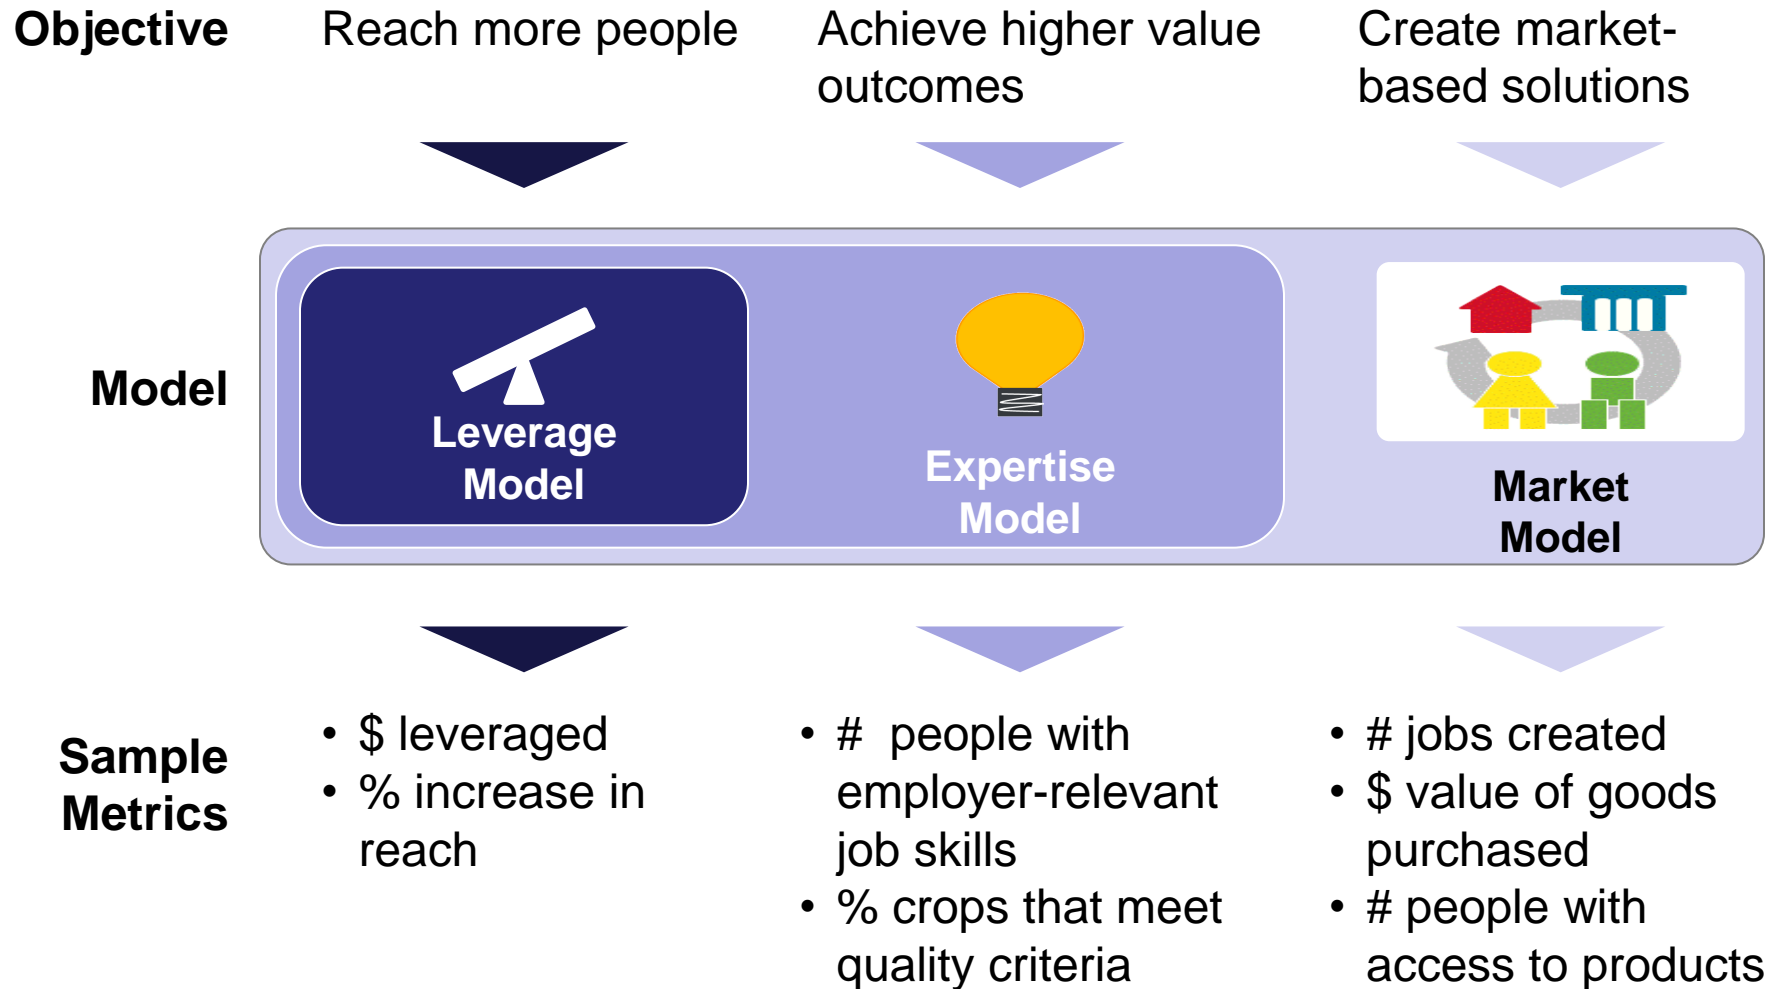 Objective
Reach more people
Achieve higher value
outcomes
Create market-
based solutions
Model
Leverage
Model
Expertise
Model
Market
Model
Sample
Metrics
• $ leveraged
• % increase in
reach
• # people with
employer-relevant
job skills
• % crops that meet
quality criteria
• # jobs created
• $ value of goods
purchased
• # people with
access to products